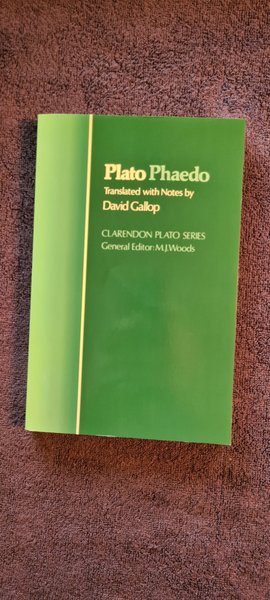 Plato Phaedo
Translated with Notes by
David Gallop
CLARENDON PLATO SERIES
General Editor: M.J.Woods